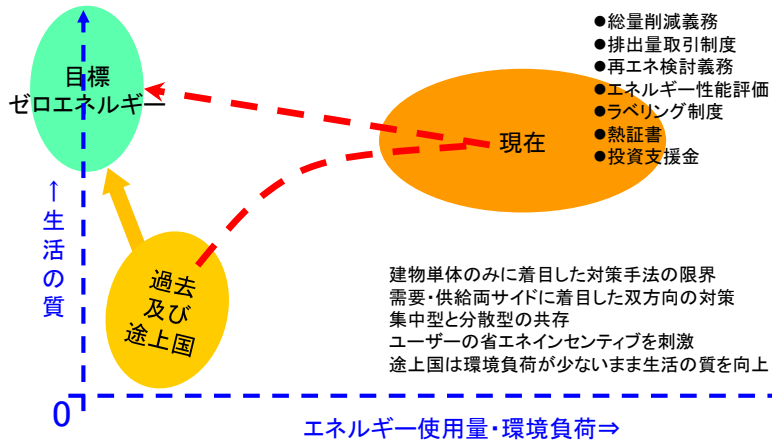 ●総量削減義務
●排出量取引制度
●再エネ検討義務
●エネルギー性能評価
●ラベリング制度
●熱証書
●投資支援金
目標
ゼロエネルギー
現在
↑生活の質
過去
及び
途上国
建物単体のみに着目した対策手法の限界
需要・供給両サイドに着目した双方向の対策
集中型と分散型の共存
ユーザーの省エネインセンティブを刺激
途上国は環境負荷が少ないまま生活の質を向上
0
エネルギー使用量・環境負荷⇒